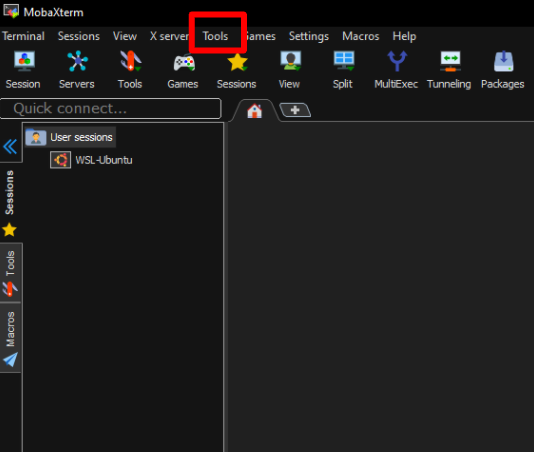 MobaXterm
Terminal Sessions View X server Tools Games Settings Macros Help
Session Servers Tools Games Sessions View Split MultiExec Tunneling Packages
Quick connect...
User sessions
WSL-Ubuntu
Sessions
Tools
Macros